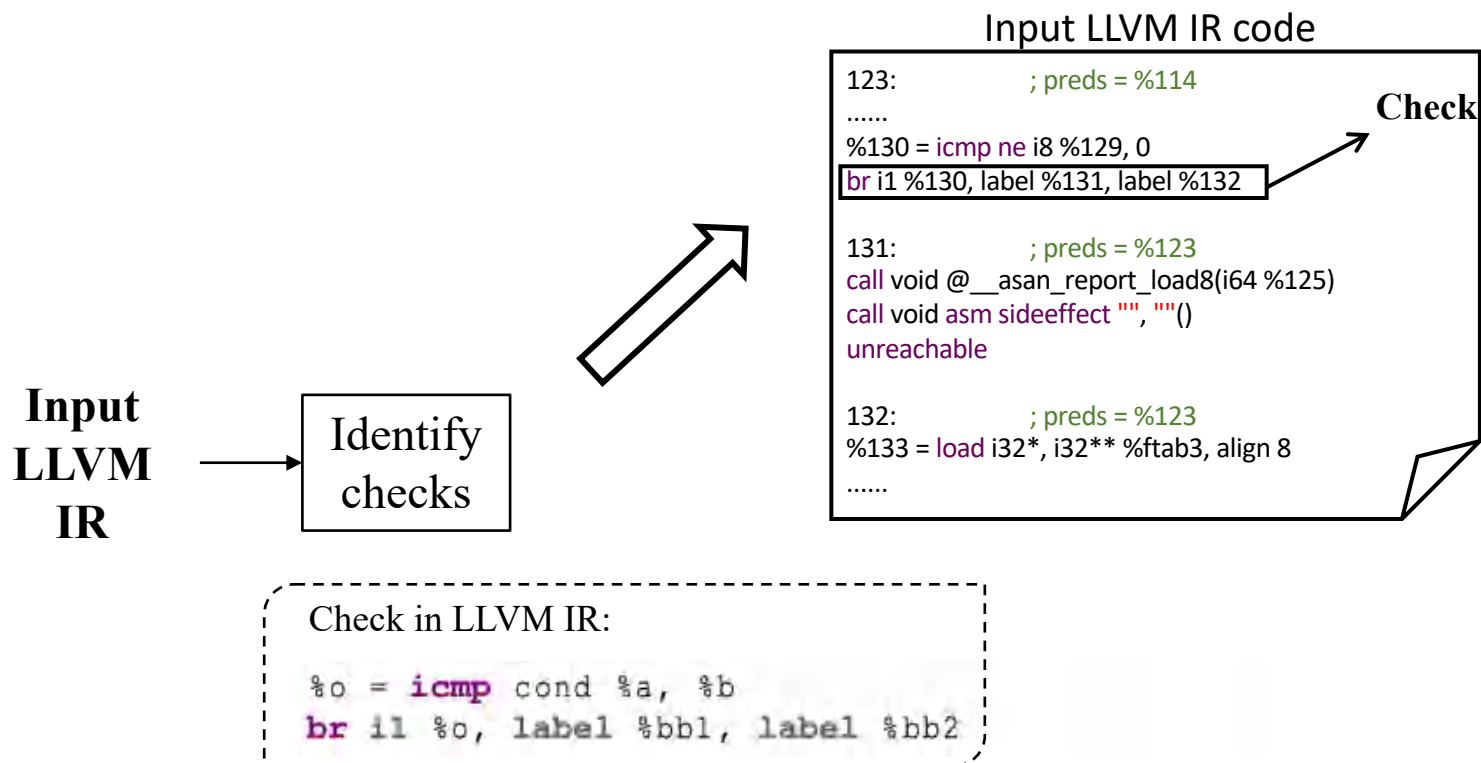 Input LLVM IR code
123: ; preds = %114
......
%130 = icmp ne i8 %129, 0
br i1 %130, label %131, label %132
Check
131: ; preds = %123
call void @__asan_report_load8(i64 %125)
call void asm sideeffect "", ""()
unreachable
132: ; preds = %123
%133 = load i32*, i32** %ftab3, align 8
......
Input
LLVM
IR
Identify
checks
Check in LLVM IR:
%o = icmp cond %a, %b
br i1 %o, label %bb1, label %bb2